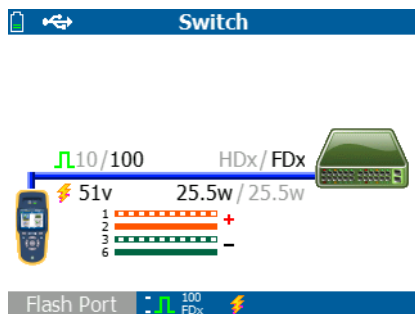 Switch
10/100 HDx/FDx
51v 25.5w/25.5w
1 +
2
3 -
6
Flash Port 100 FDx